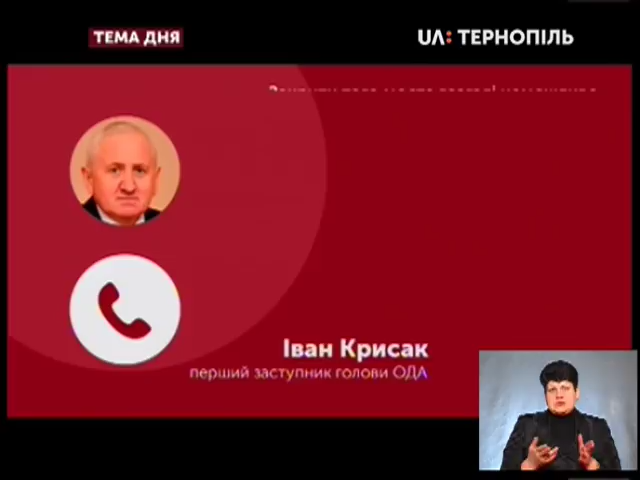 ТЕМА ДНЯ
UA: ТЕРНОПІЛЬ
Іван Крисак
перший заступник голови ОДА